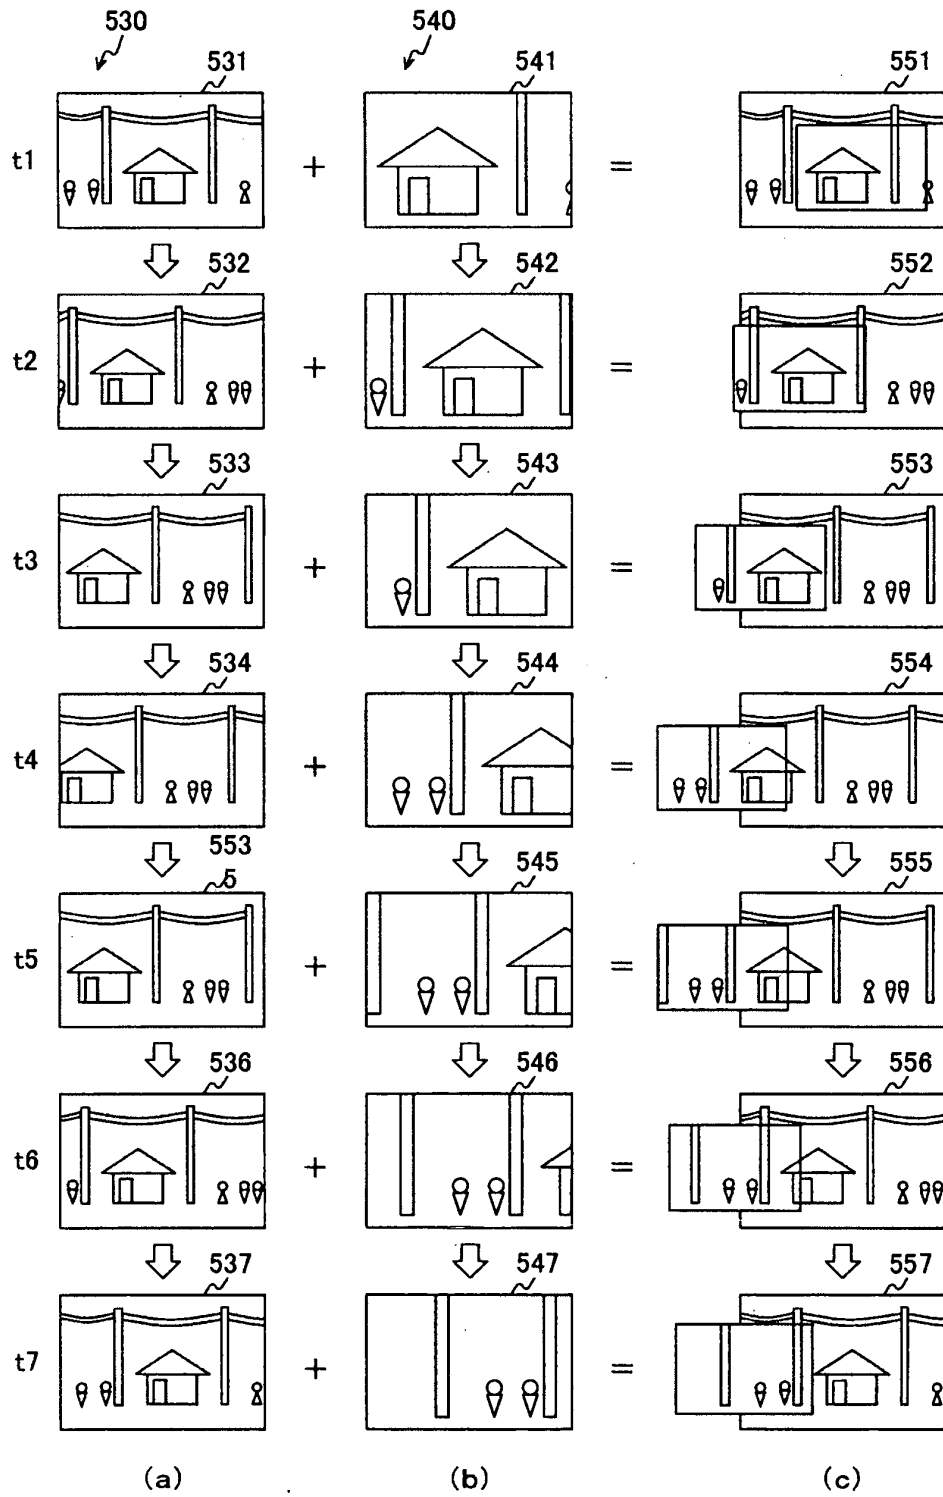 530 540
531 541 551
t1 + =
532 542 552
t2 + =
533 543 553
t3 + =
534 544 554
t4 + =
553
5 545 555
t5 + =
536 546 556
t6 + =
537 547 557
t7 + =
(a) (b) (c)